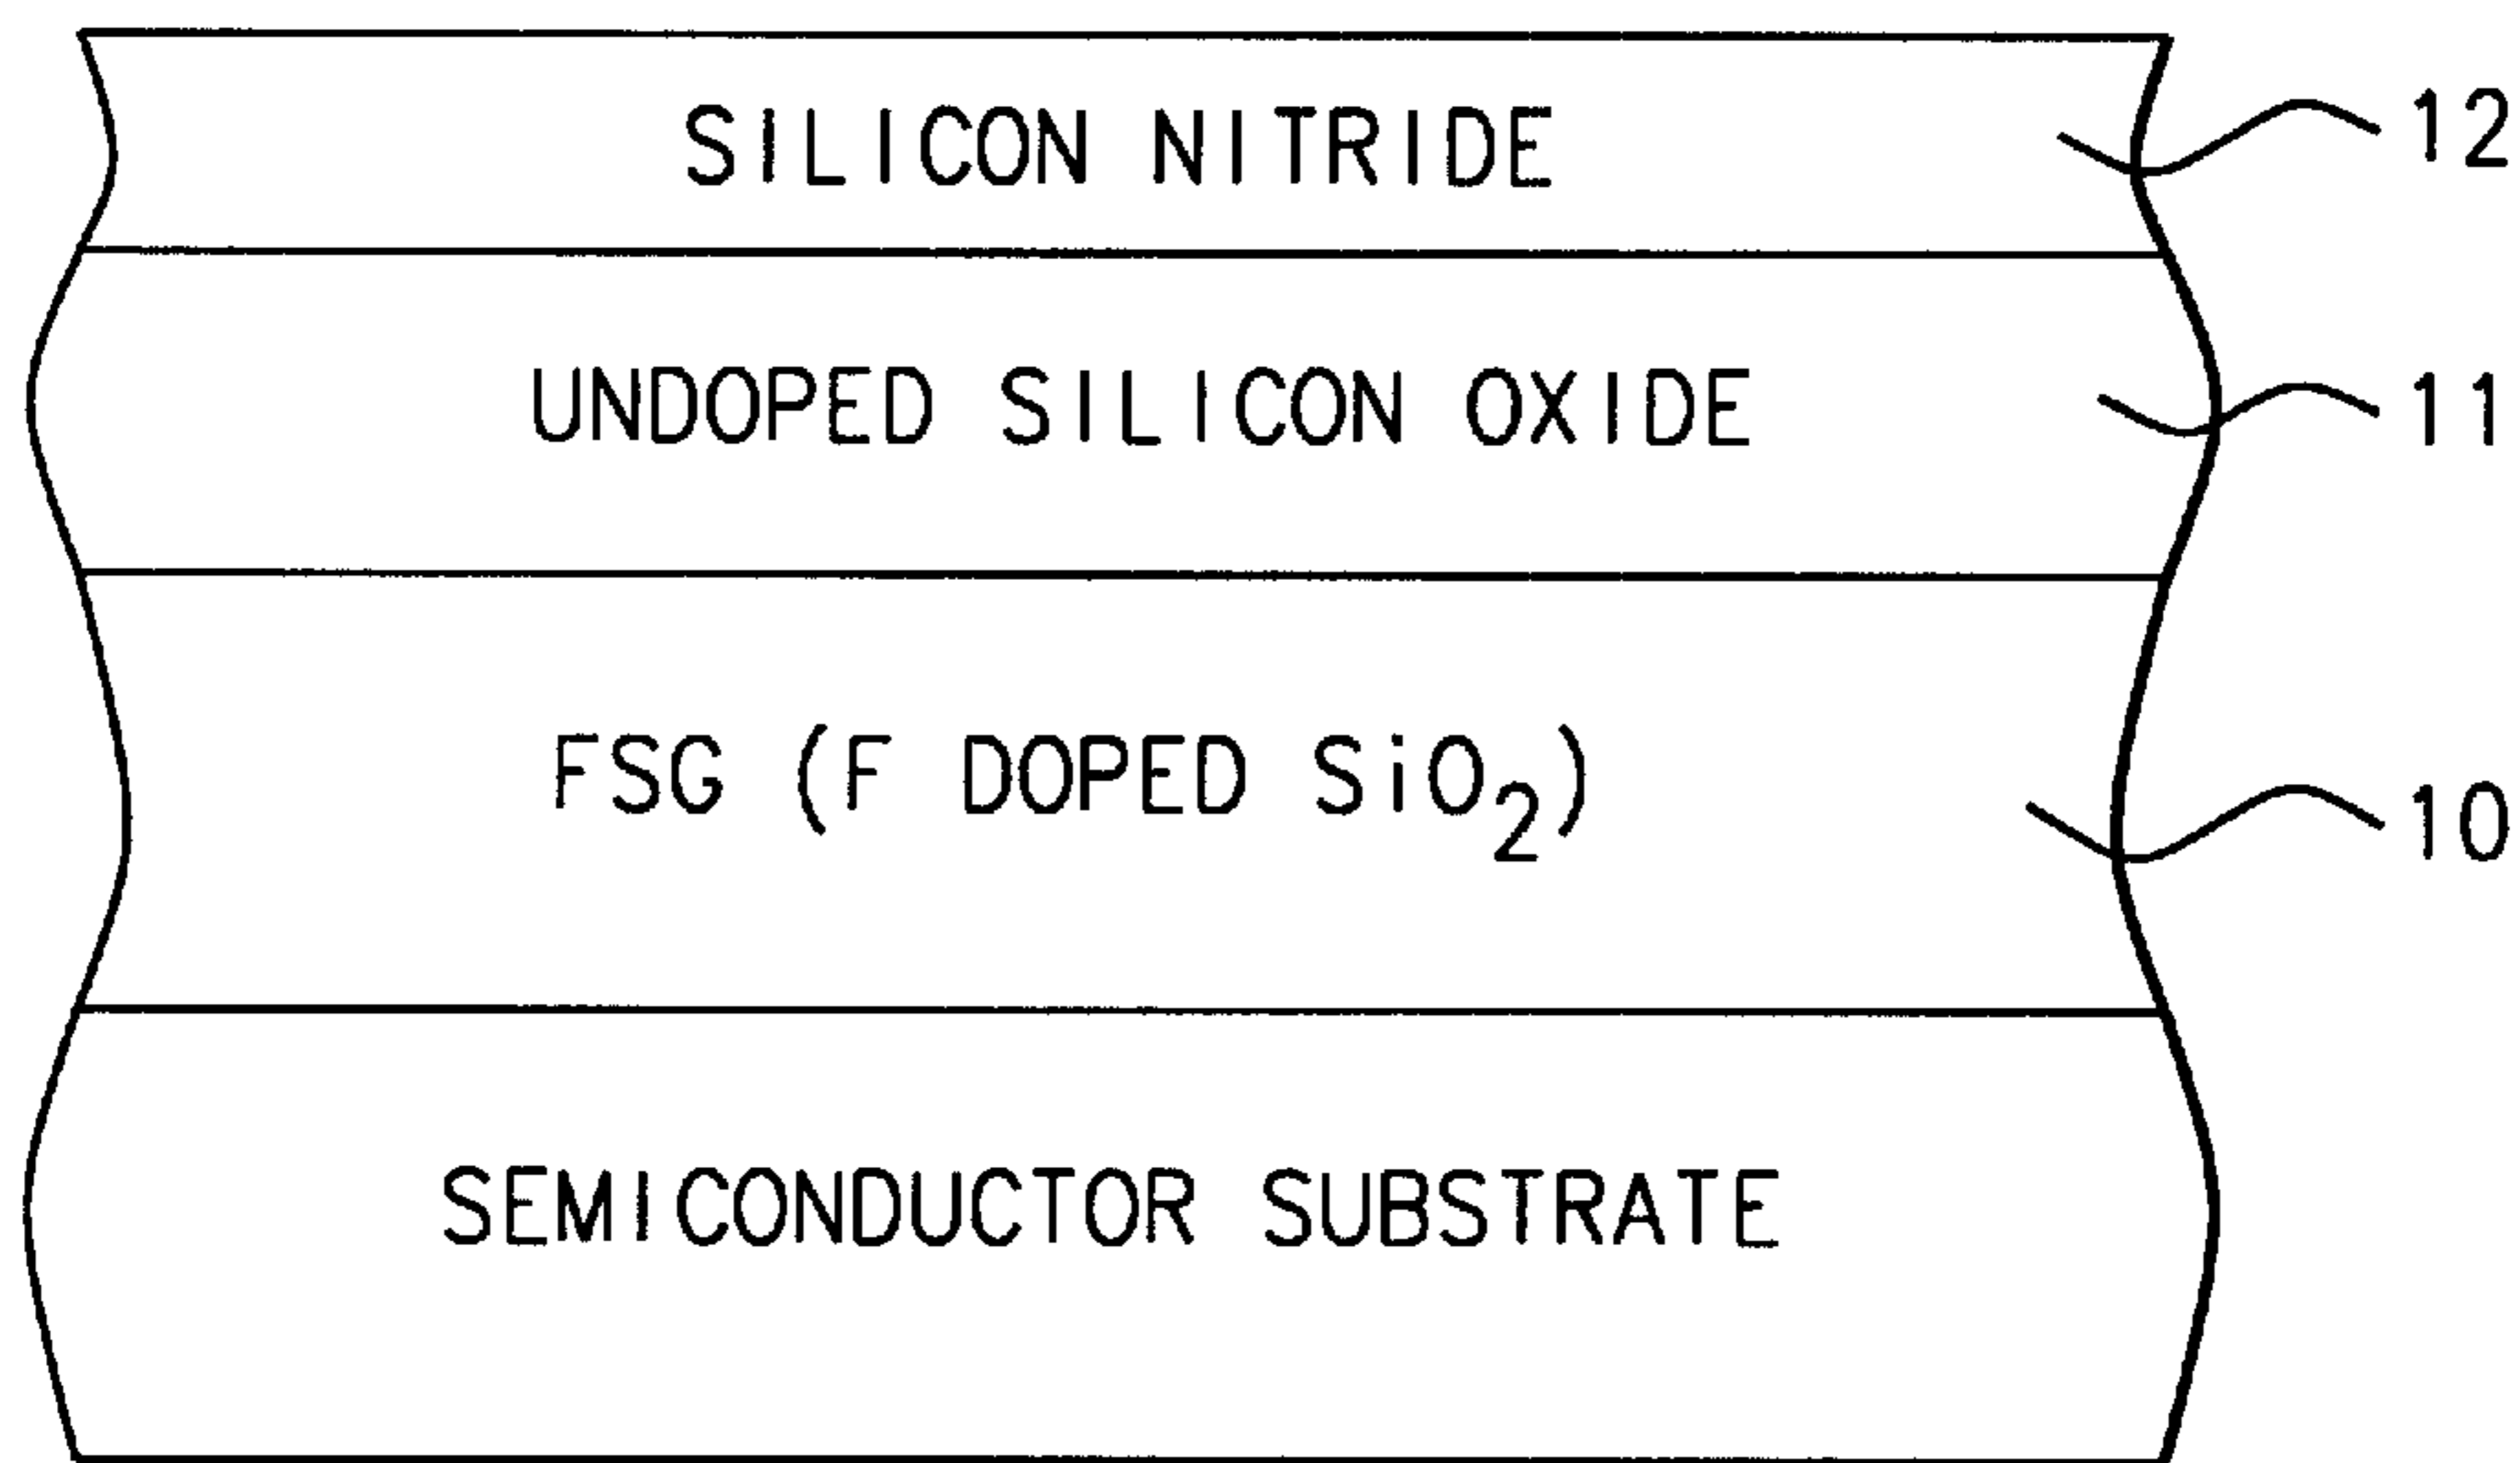 SILICON NITRIDE 12
UNDOPED SILICON OXIDE 11
FSG (F DOPED SiO2) 10
SEMICONDUCTOR SUBSTRATE